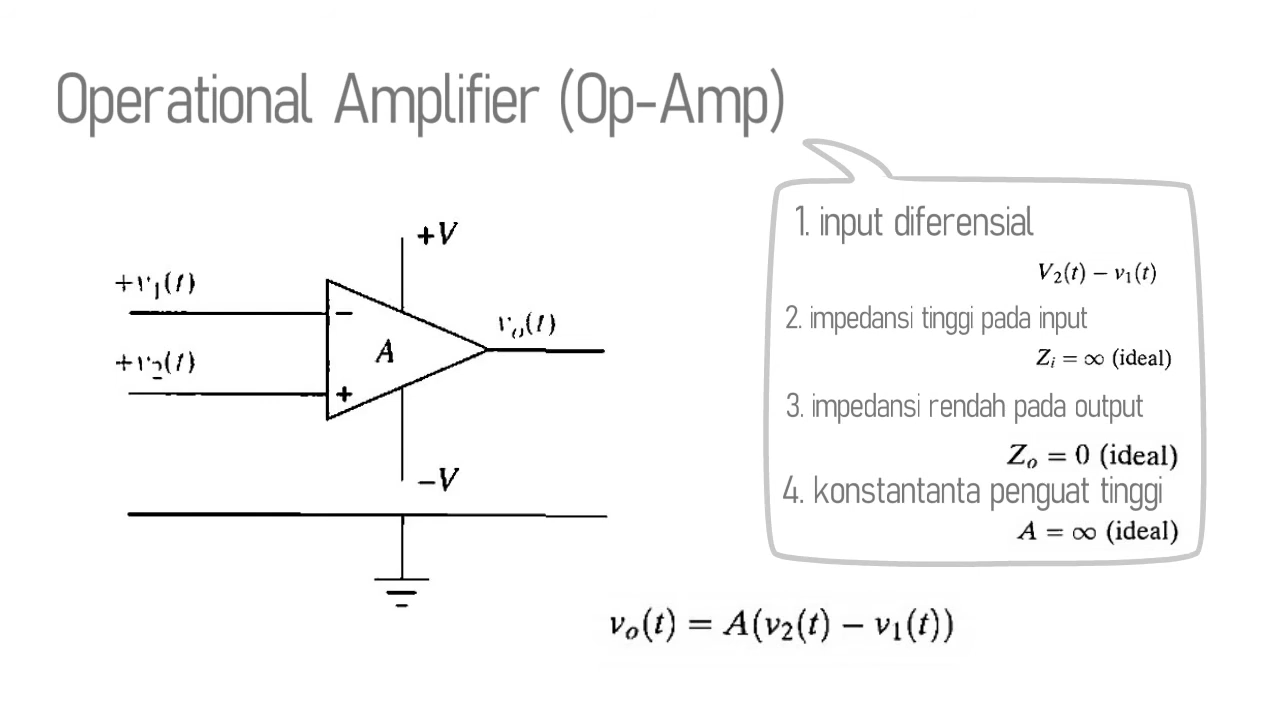 Operational Amplifier (Op-Amp)
+V
+v₁(t)
−
vₒ(t)
A
+v₂(t)
+
−V
1. input diferensial
V₂(t) − v₁(t)
2. impedansi tinggi pada input
Zᵢ = ∞ (ideal)
3. impedansi rendah pada output
Zₒ = 0 (ideal)
4. konstantanta penguat tinggi
A = ∞ (ideal)
vₒ(t) = A(v₂(t) − v₁(t))